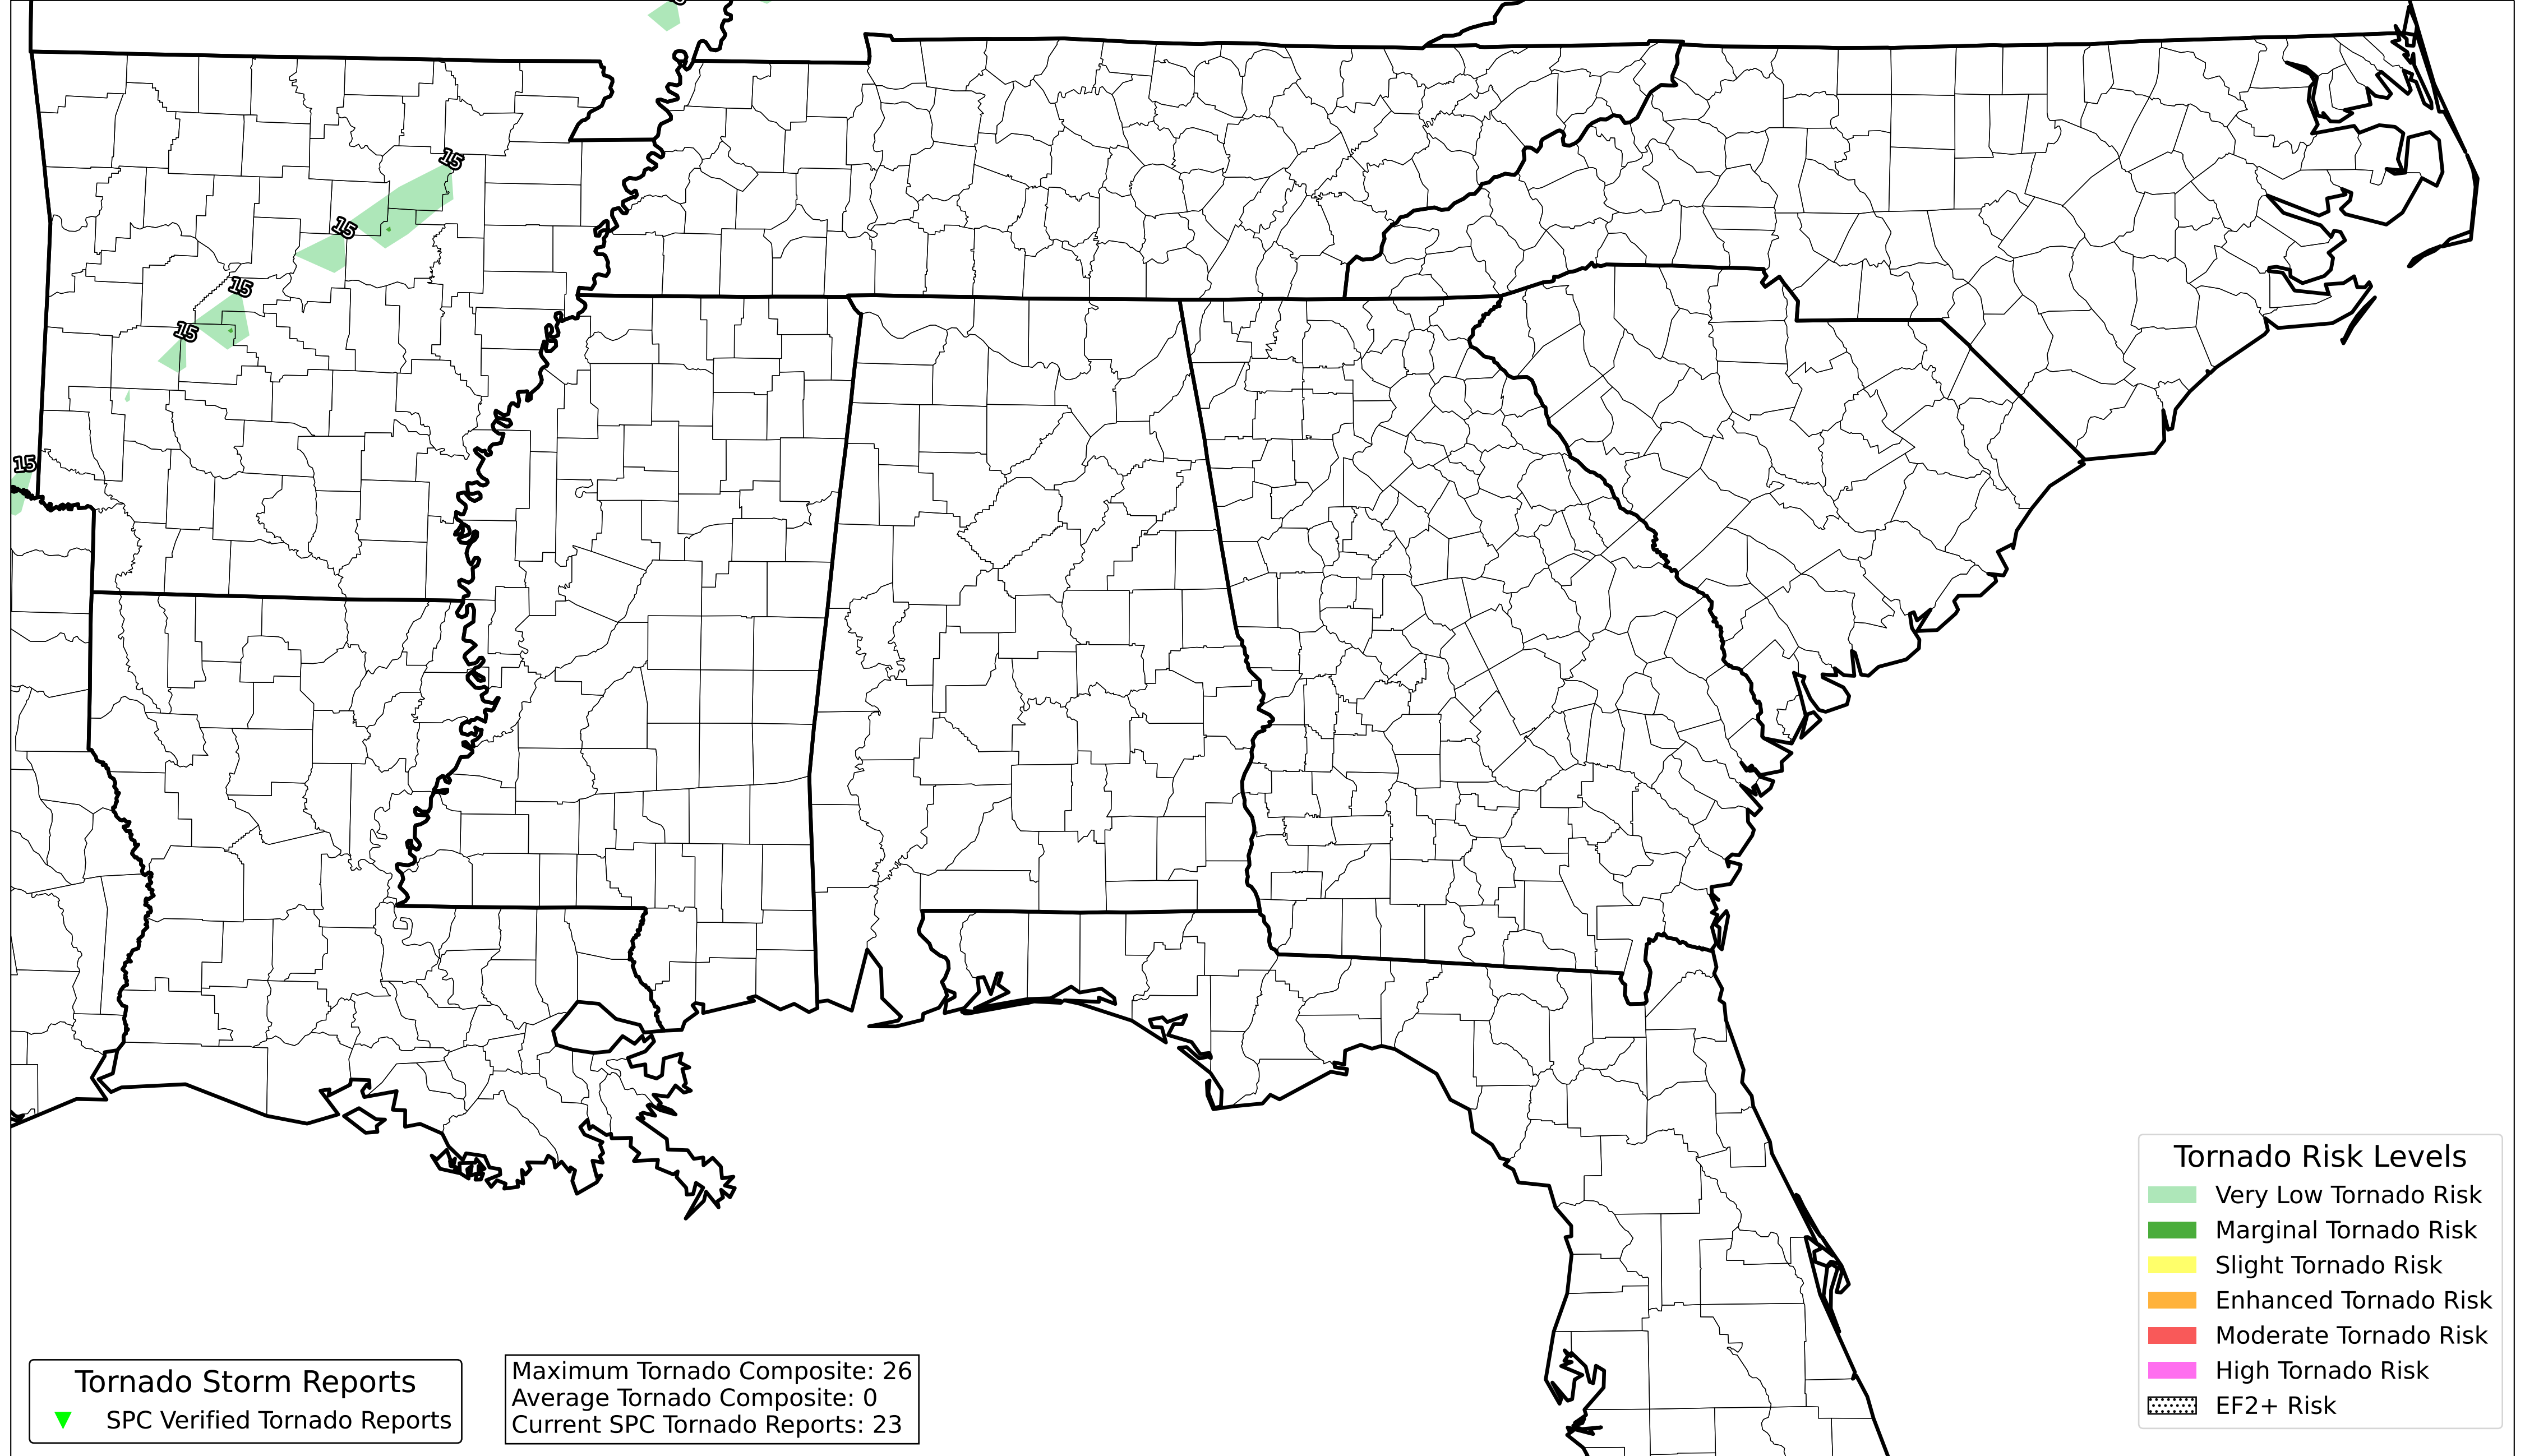 15
15
15
15
15
Tornado Risk Levels
Very Low Tornado Risk
Marginal Tornado Risk
Slight Tornado Risk
Enhanced Tornado Risk
Moderate Tornado Risk
High Tornado Risk
EF2+ Risk
Tornado Storm Reports
SPC Verified Tornado Reports
Maximum Tornado Composite: 26
Average Tornado Composite: 0
Current SPC Tornado Reports: 23